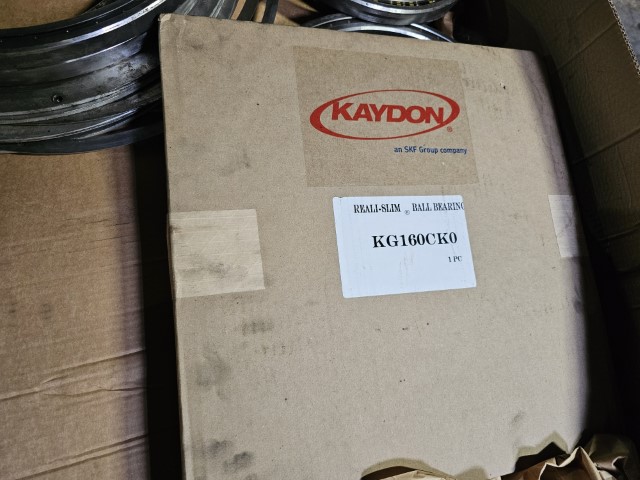 KAYDON®
an SKF Group company
REALI-SLIM ® BALL BEARING
KG160CK0
1 PC